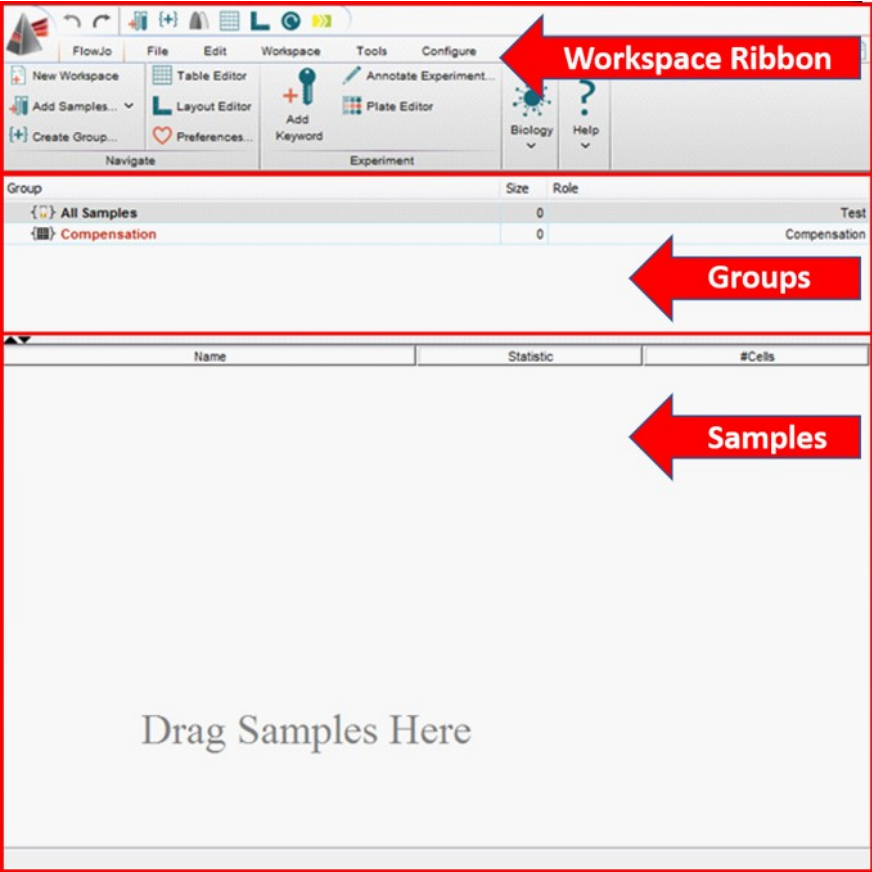 FlowJo File Edit Workspace Tools Configure
Workspace Ribbon
New Workspace Table Editor Annotate Experiment...
Add Samples... Layout Editor Add Keyword Plate Editor
{+} Create Group... Preferences... Biology Help
Navigate Experiment
Group Size Role
All Samples 0 Test
Compensation 0 Compensation
Groups
Name Statistic #Cells
Samples
Drag Samples Here